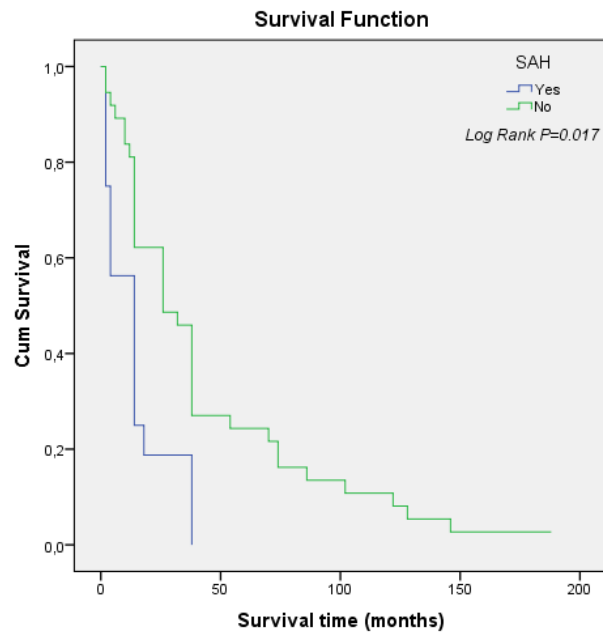 Survival Function
SAH
Yes
No
Log Rank P=0.017
Cum Survival
1,0
0,8
0,6
0,4
0,2
0,0
0
50
100
150
200
Survival time (months)